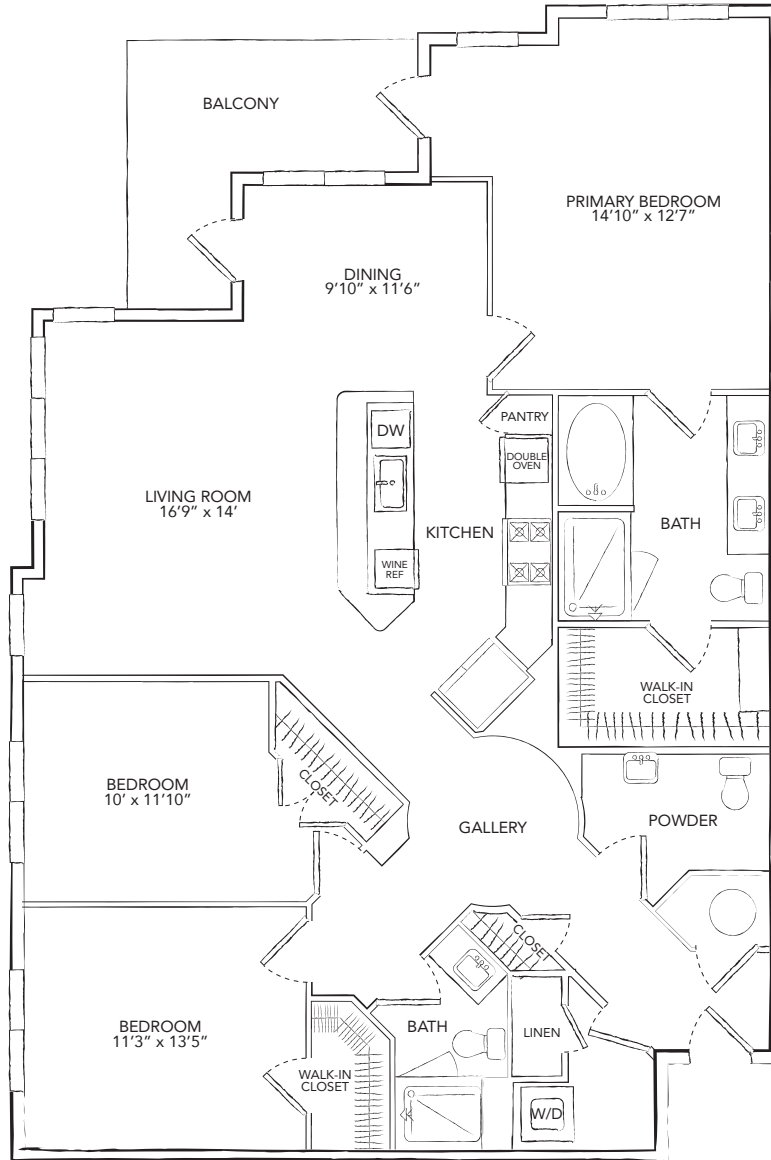 BALCONY
PRIMARY BEDROOM
14’10” x 12’7”
DINING
9’10” x 11’6”
PANTRY
DW
DOUBLE
OVEN
LIVING ROOM
16’9” x 14’
KITCHEN
BATH
WINE
REF
WALK-IN
CLOSET
BEDROOM
10’ x 11’10”
CLOSET
GALLERY
POWDER
CLOSET
BEDROOM
11’3” x 13’5”
BATH
LINEN
WALK-IN
CLOSET
W/D